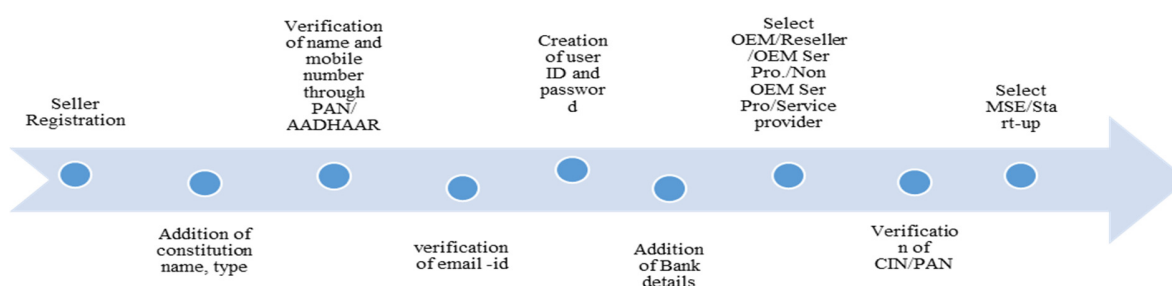 Seller
Registration
Addition of
constitution
name, type
Verification
of name and
mobile
number
through
PAN/
AADHAAR
verification
of email -id
Creation
of user
ID and
passwor
d
Addition
of Bank
details
Select
OEM/Reseller
/OEM Ser
Pro./Non
OEM Ser
Pro/Service
provider
Verificatio
n of
CIN/PAN
Select
MSE/Sta
rt-up